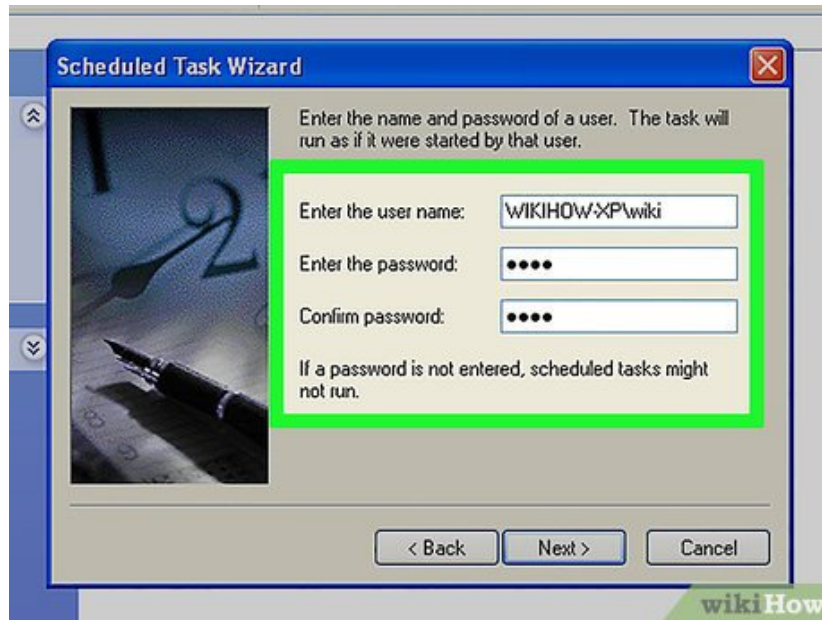 Scheduled Task Wizard
Enter the name and password of a user. The task will
run as if it were started by that user.
Enter the user name: WIKIHOW-XP\wiki
Enter the password: ●●●●
Confirm password: ●●●●
If a password is not entered, scheduled tasks might
not run.
< Back Next > Cancel
wikiHow